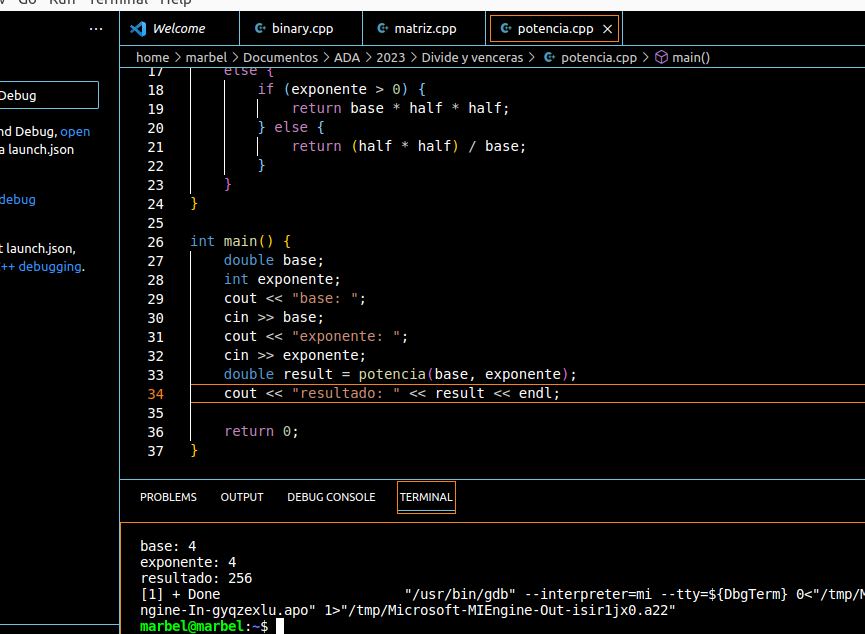 Go Run Terminal Help
Welcome
binary.cpp
matriz.cpp
potencia.cpp
home > marbel > Documentos > ADA > 2023 > Divide y venceras > potencia.cpp > main()
Debug
nd Debug, open
a launch.json
debug
t launch.json,
++ debugging.
17 else {
18 if (exponente > 0) {
19 return base * half * half;
20 } else {
21 return (half * half) / base;
22 }
23 }
24 }
25
26 int main() {
27 double base;
28 int exponente;
29 cout << "base: ";
30 cin >> base;
31 cout << "exponente: ";
32 cin >> exponente;
33 double result = potencia(base, exponente);
34 cout << "resultado: " << result << endl;
35
36 return 0;
37 }
PROBLEMS OUTPUT DEBUG CONSOLE TERMINAL
base: 4
exponente: 4
resultado: 256
[1] + Done "/usr/bin/gdb" --interpreter=mi --tty=${DbgTerm} 0<"/tmp/M
ngine-In-gyqzexlu.apo" 1>"/tmp/Microsoft-MIEngine-Out-isir1jx0.a22"
marbel@marbel:~$